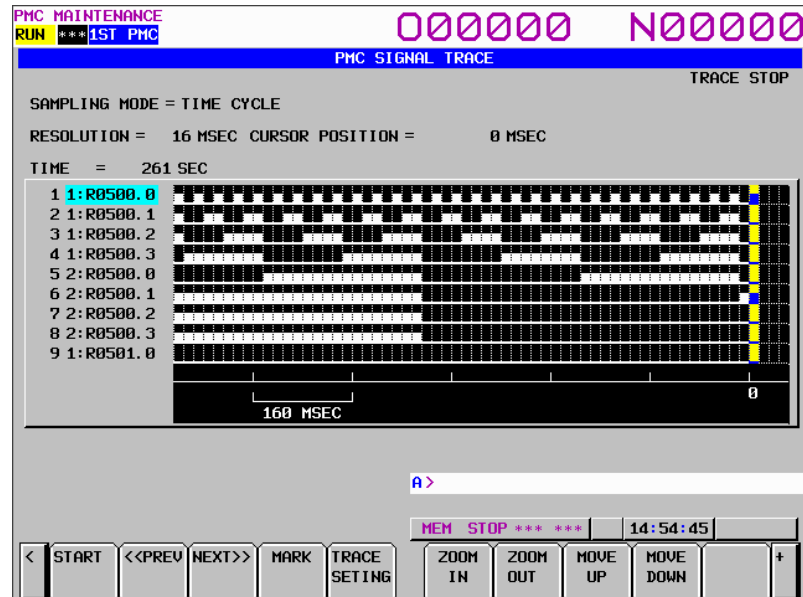 PMC MAINTENANCE
RUN ***1ST PMC O00000 N00000
PMC SIGNAL TRACE
TRACE STOP
SAMPLING MODE = TIME CYCLE
RESOLUTION = 16 MSEC CURSOR POSITION = 0 MSEC
TIME = 261 SEC
1 1:R0500.0
2 1:R0500.1
3 1:R0500.2
4 1:R0500.3
5 2:R0500.0
6 2:R0500.1
7 2:R0500.2
8 2:R0500.3
9 1:R0501.0
0
160 MSEC
A>
MEM STOP *** *** 14:54:45
< START <<PREV NEXT>> MARK TRACE SETING ZOOM IN ZOOM OUT MOVE UP MOVE DOWN +